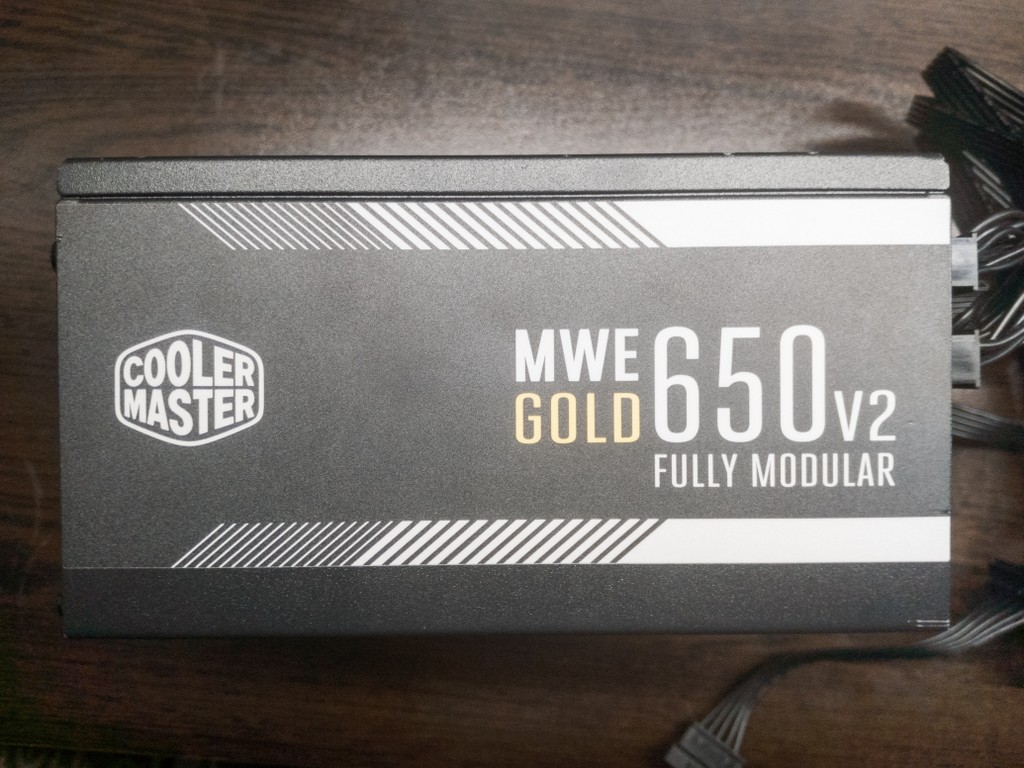 COOLER
MASTER
MWE
GOLD
650 V2
FULLY MODULAR